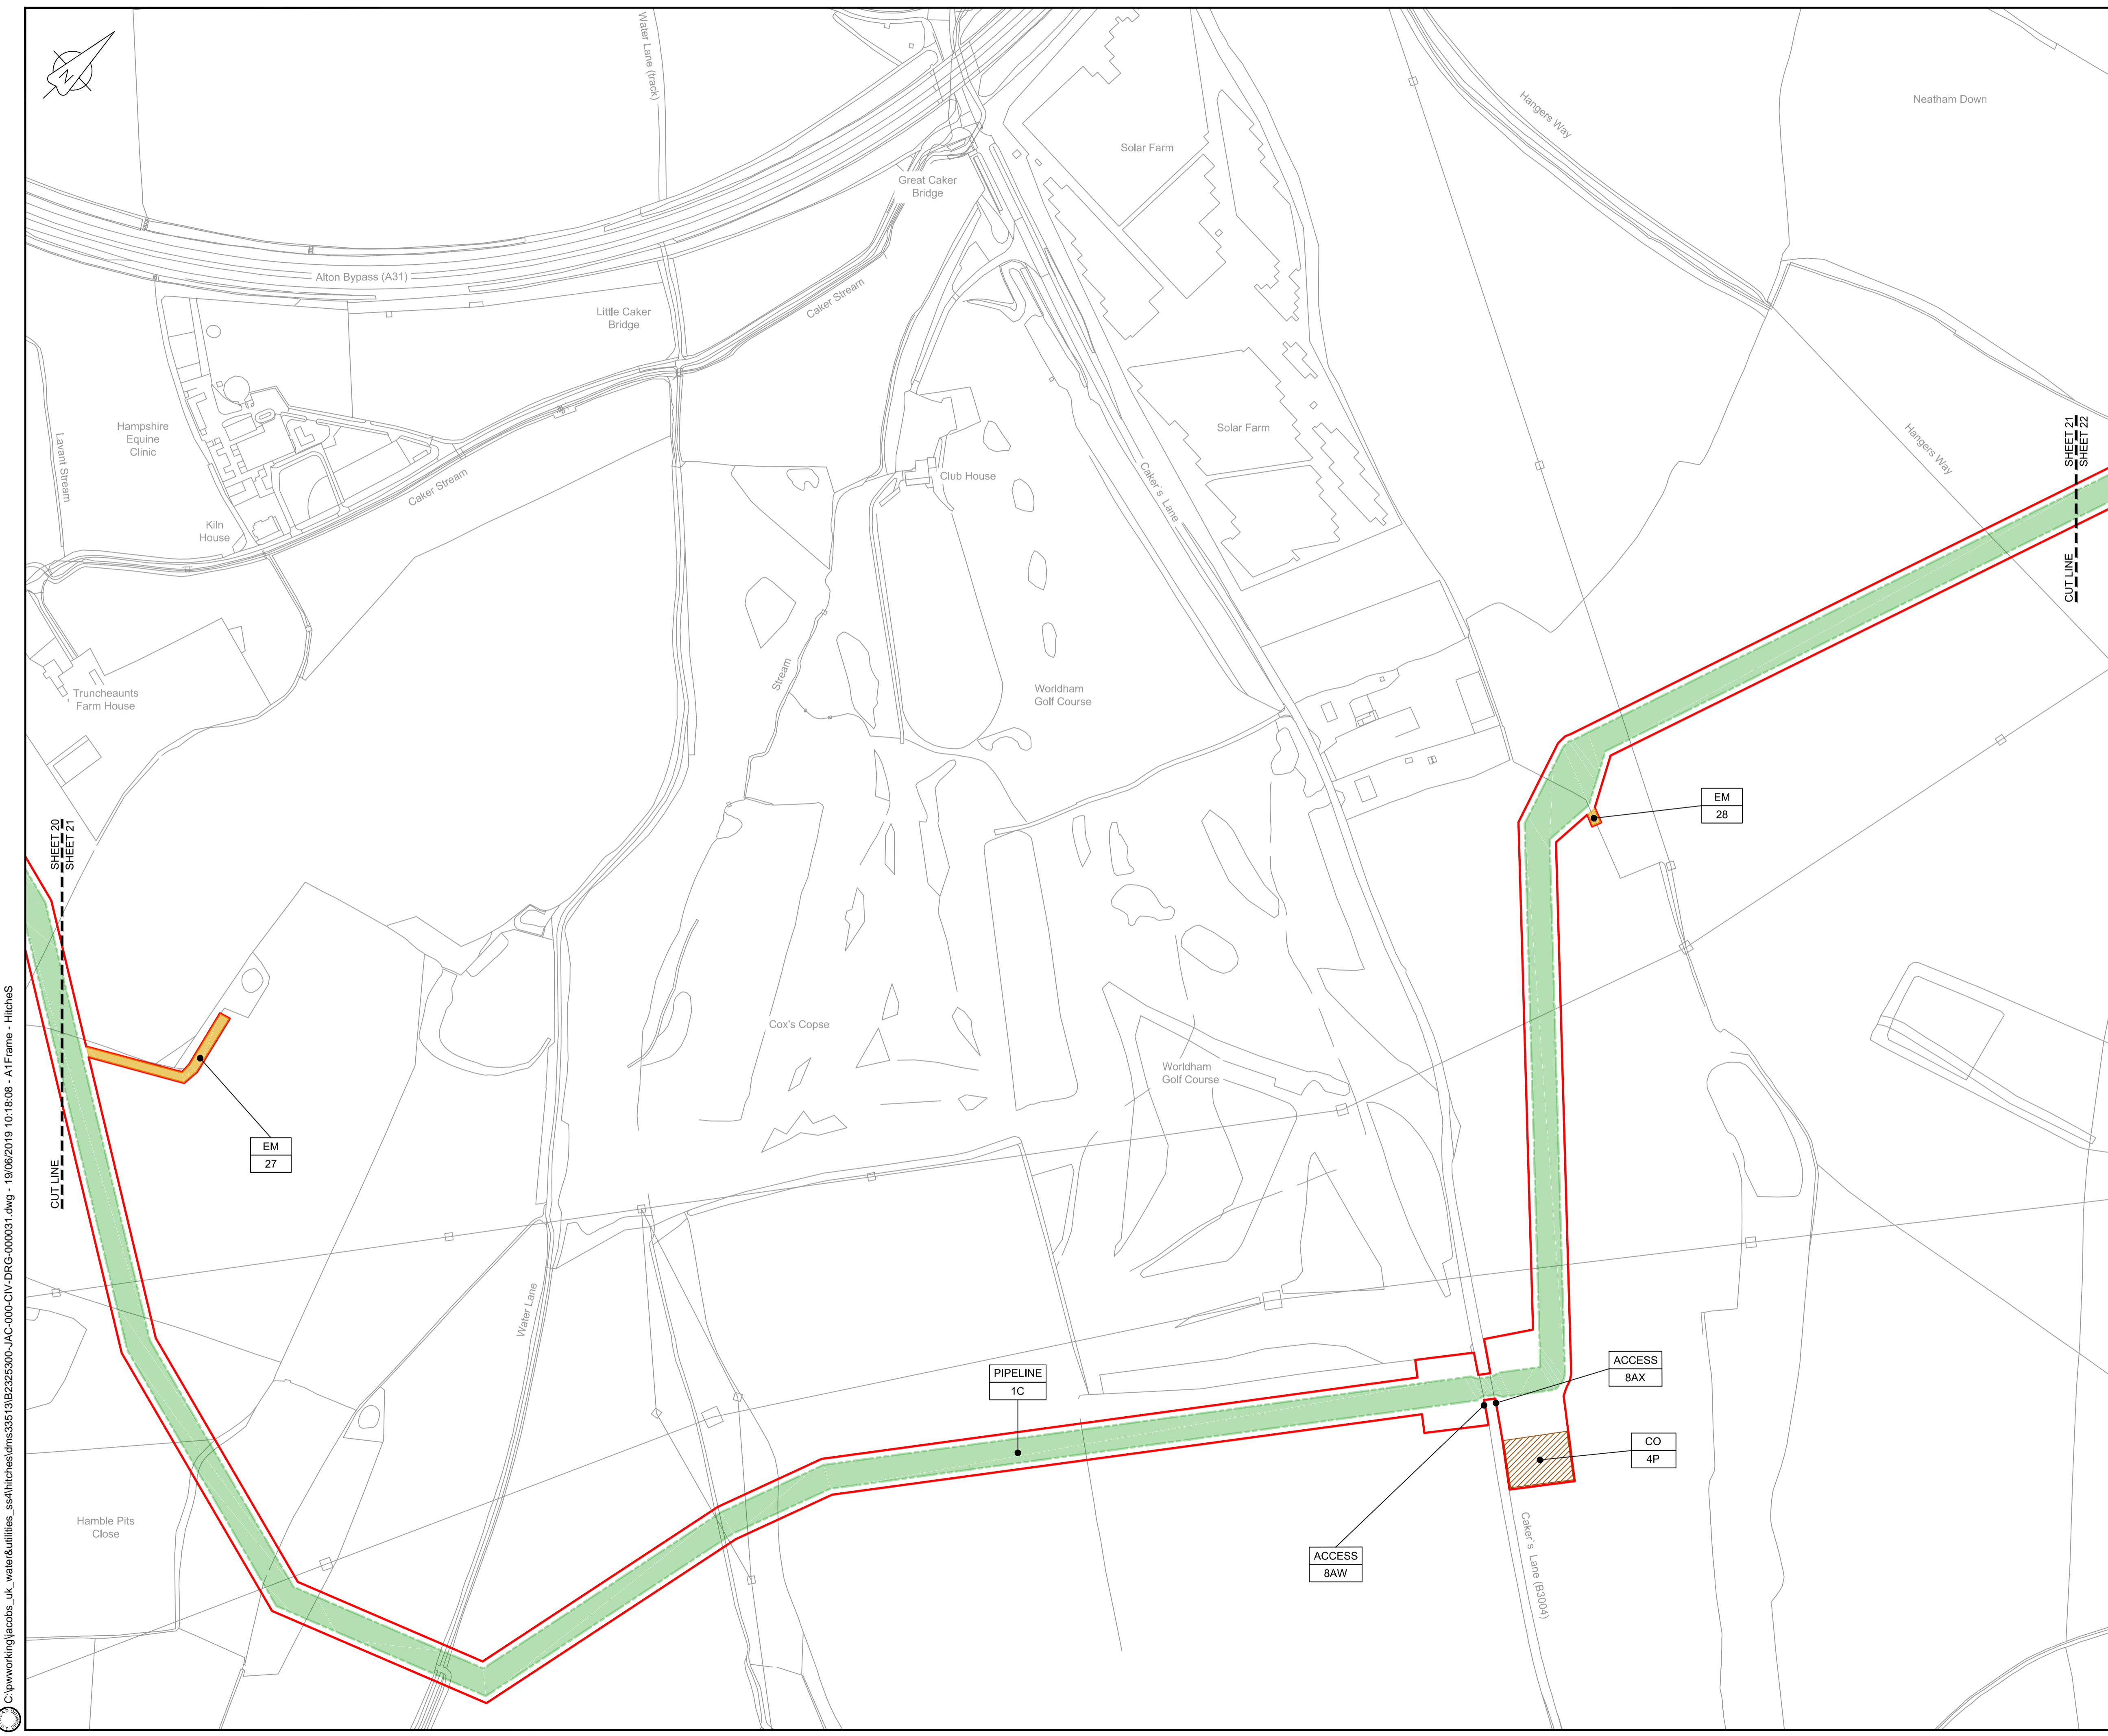 N
Water Lane (track)
Hangers Way
Neatham Down
Solar Farm
Great Caker
Bridge
Alton Bypass (A31)
Caker Stream
Little Caker
Bridge
Hampshire
Equine
Clinic
Lavant Stream
Caker Stream
Kiln
House
Club House
Caker's Lane
Solar Farm
Hangers Way
SHEET 21
SHEET 22
CUT LINE
Truncheaunts
Farm House
Stream
Worldham
Golf Course
EM
28
SHEET 20
SHEET 21
CUT LINE
EM
27
Cox's Copse
Worldham
Golf Course
Water Lane
PIPELINE
1C
ACCESS
8AX
CO
4P
ACCESS
8AW
Caker's Lane (B3004)
Hamble Pits
Close
C:\pwworking\jacobs_uk_water&utilities_ss4\hitches\dms33513\B2325300-JAC-000-CIV-DRG-000031.dwg - 19/06/2019 10:18:08 - A1Frame - HitcheS